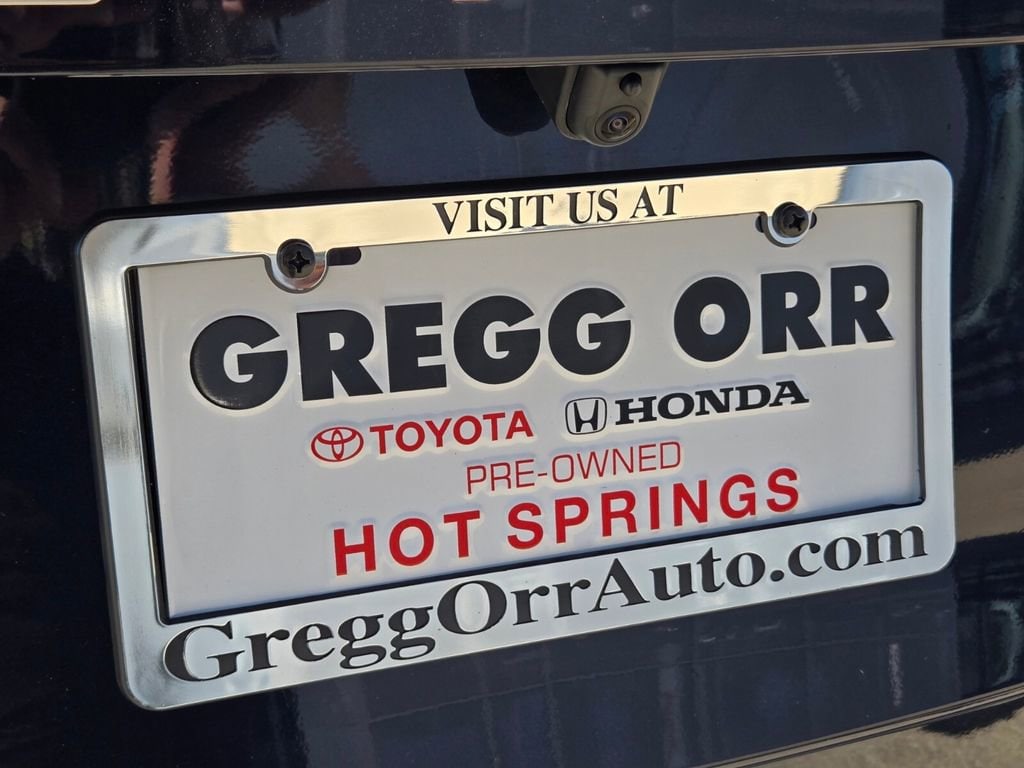 VISIT US AT
GREGG ORR
TOYOTA HONDA
PRE-OWNED
HOT SPRINGS
GreggOrrAuto.com